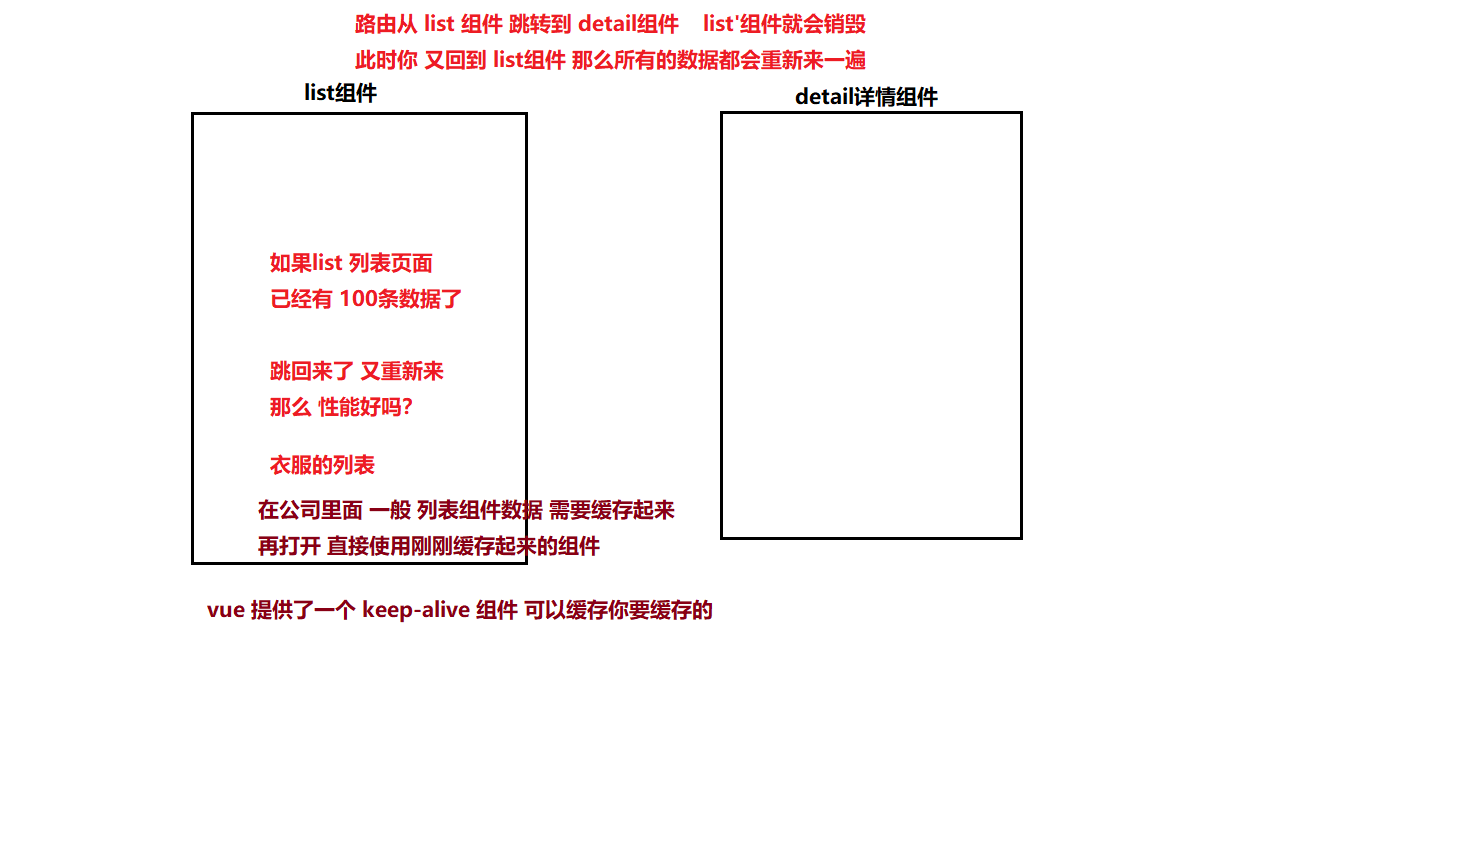 路由从 list 组件 跳转到 detail组件 list'组件就会销毁
此时你 又回到 list组件 那么所有的数据都会重新来一遍
list组件
detail详情组件
如果list 列表页面
已经有 100条数据了
跳回来了 又重新来
那么 性能好吗?
衣服的列表
在公司里面 一般 列表组件数据 需要缓存起来
再打开 直接使用刚刚缓存起来的组件
vue 提供了一个 keep-alive 组件 可以缓存你要缓存的